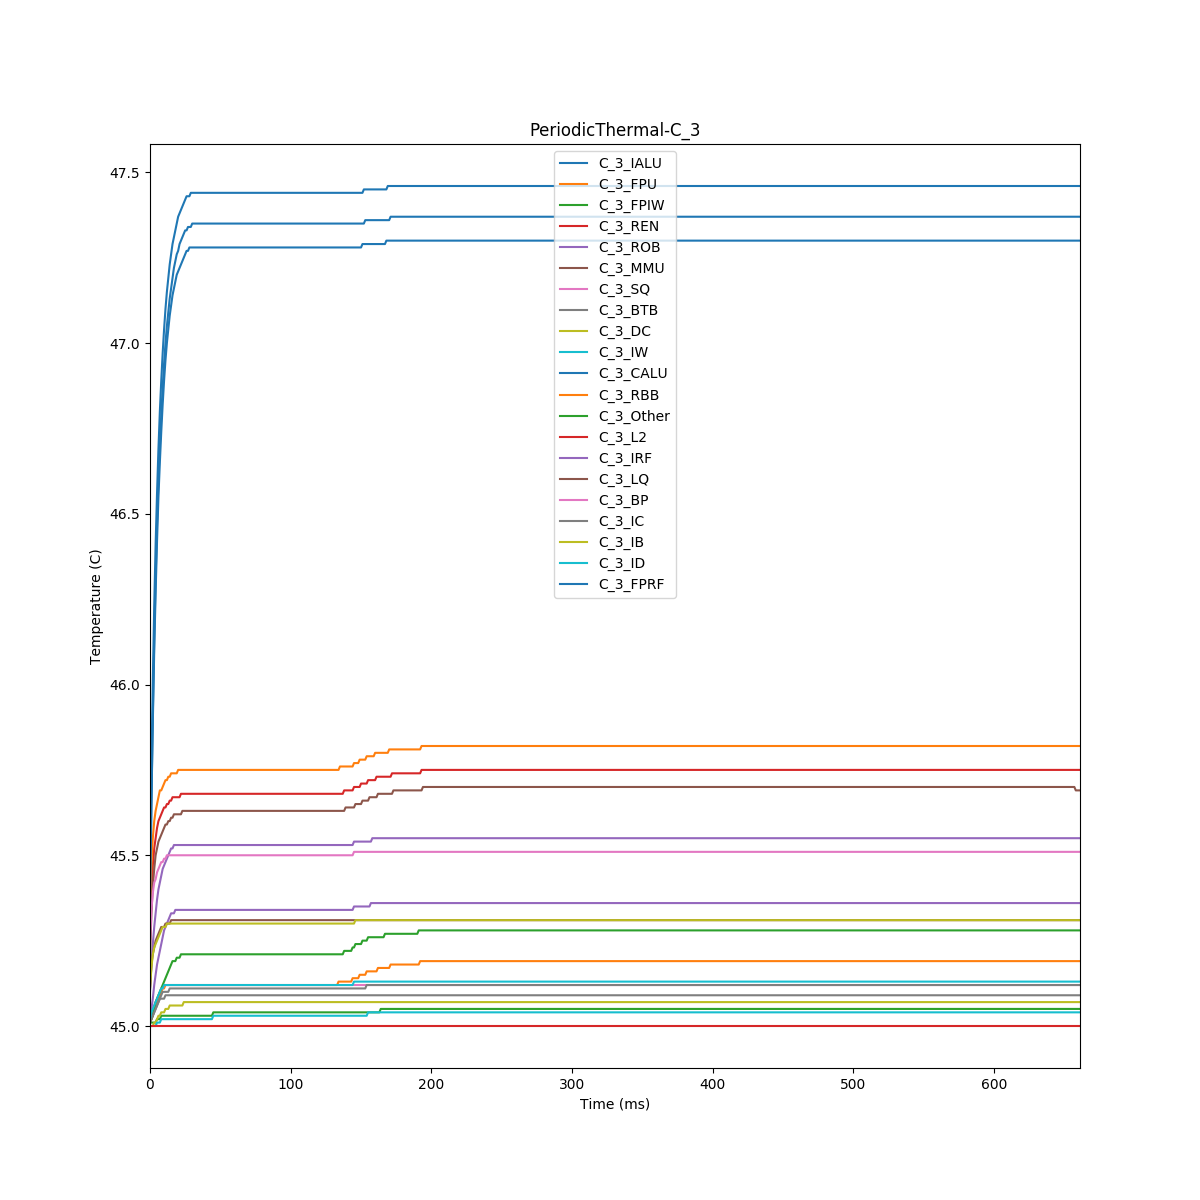 PeriodicThermal-C_3
47.5
47.0
46.5
46.0
45.5
45.0
Temperature (C)
C_3_IALU
C_3_FPU
C_3_FPIW
C_3_REN
C_3_ROB
C_3_MMU
C_3_SQ
C_3_BTB
C_3_DC
C_3_IW
C_3_CALU
C_3_RBB
C_3_Other
C_3_L2
C_3_IRF
C_3_LQ
C_3_BP
C_3_IC
C_3_IB
C_3_ID
C_3_FPRF
0 100 200 300 400 500 600
Time (ms)